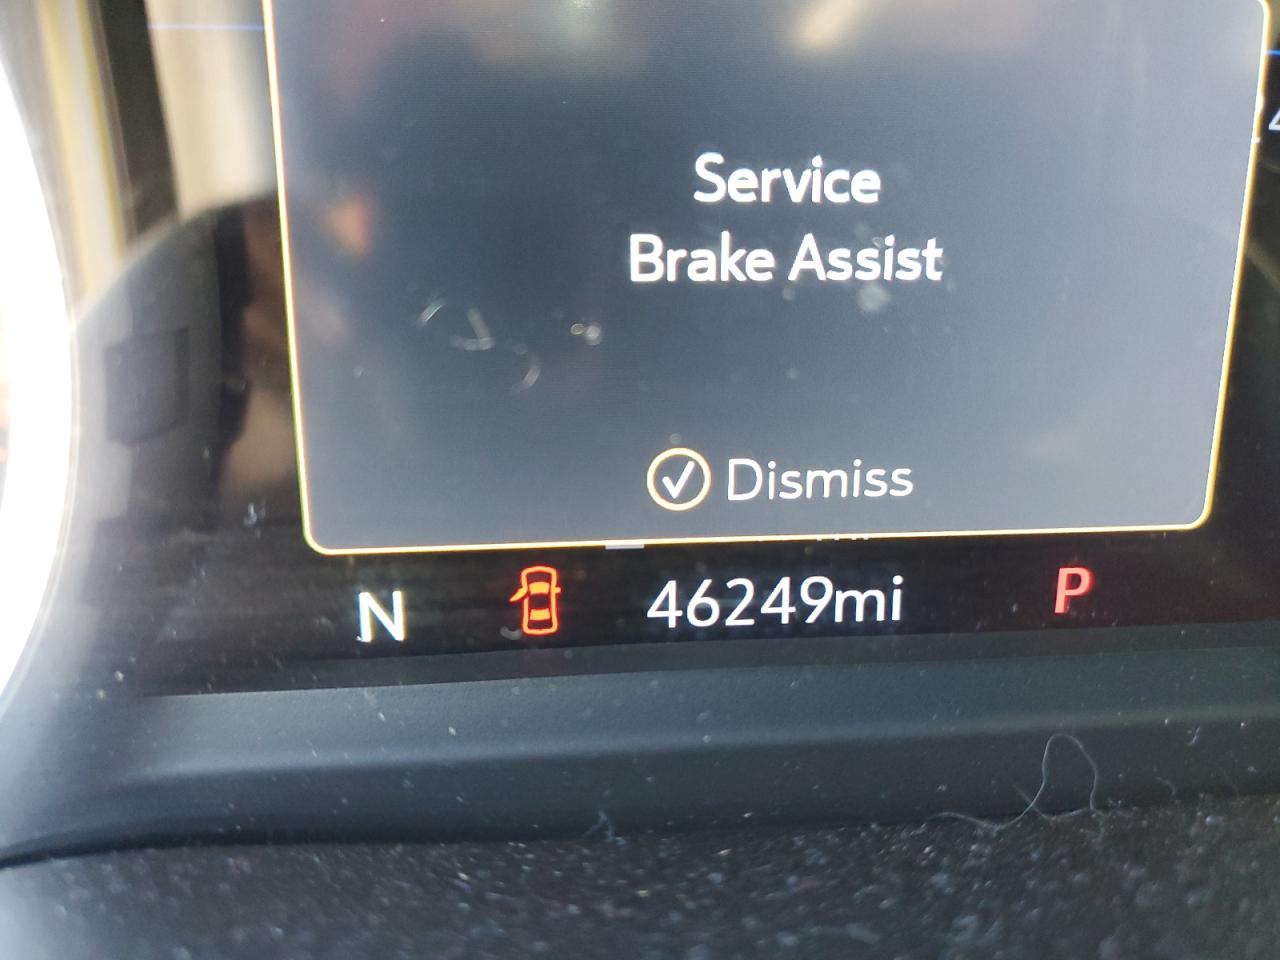 Service
Brake Assist
Dismiss
N 46249mi P